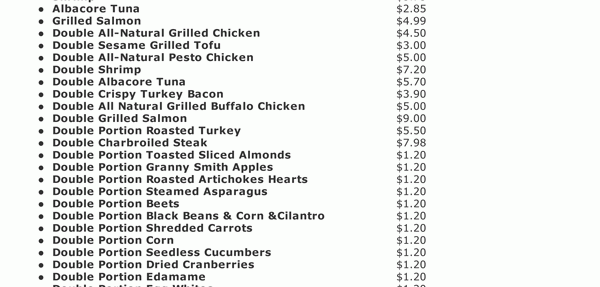 Albacore Tuna $2.85
Grilled Salmon $4.99
Double All-Natural Grilled Chicken $4.50
Double Sesame Grilled Tofu $3.00
Double All-Natural Pesto Chicken $5.00
Double Shrimp $7.20
Double Albacore Tuna $5.70
Double Crispy Turkey Bacon $3.90
Double All Natural Grilled Buffalo Chicken $5.00
Double Grilled Salmon $9.00
Double Portion Roasted Turkey $5.50
Double Charbroiled Steak $7.98
Double Portion Toasted Sliced Almonds $1.20
Double Portion Granny Smith Apples $1.20
Double Portion Roasted Artichokes Hearts $1.20
Double Portion Steamed Asparagus $1.20
Double Portion Beets $1.20
Double Portion Black Beans & Corn &Cilantro $1.20
Double Portion Shredded Carrots $1.20
Double Portion Corn $1.20
Double Portion Seedless Cucumbers $1.20
Double Portion Dried Cranberries $1.20
Double Portion Edamame $1.20